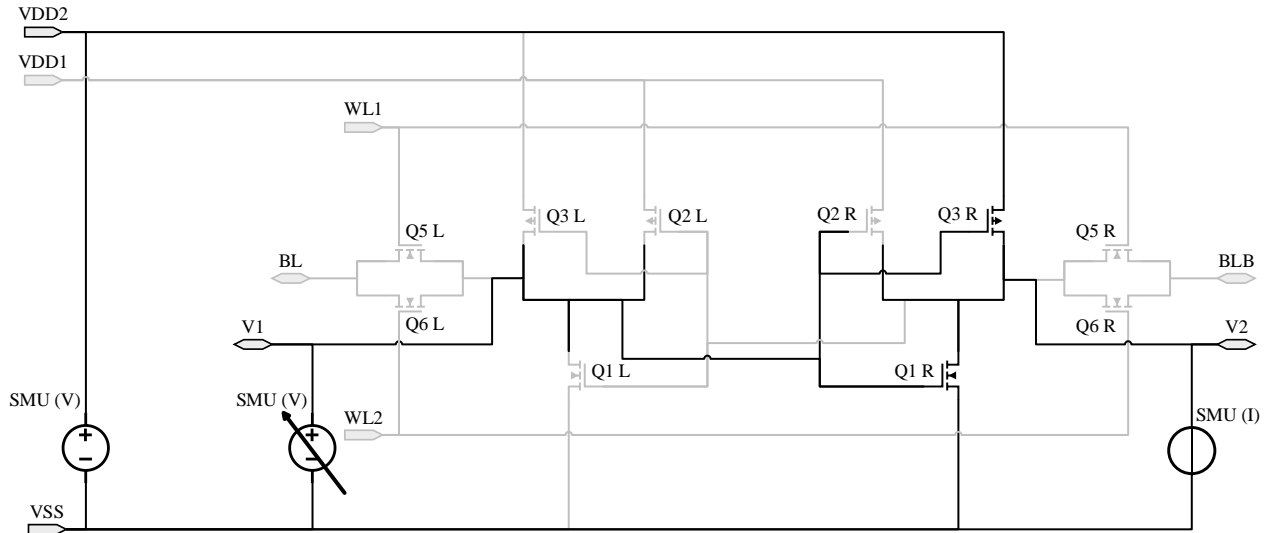 VDD2
VDD1
WL1
Q3 L
Q2 L
Q2 R
Q3 R
Q5 L
Q5 R
BL
BLB
Q6 L
Q6 R
V1
V2
Q1 L
Q1 R
SMU (V)
SMU (V)
WL2
SMU (I)
VSS